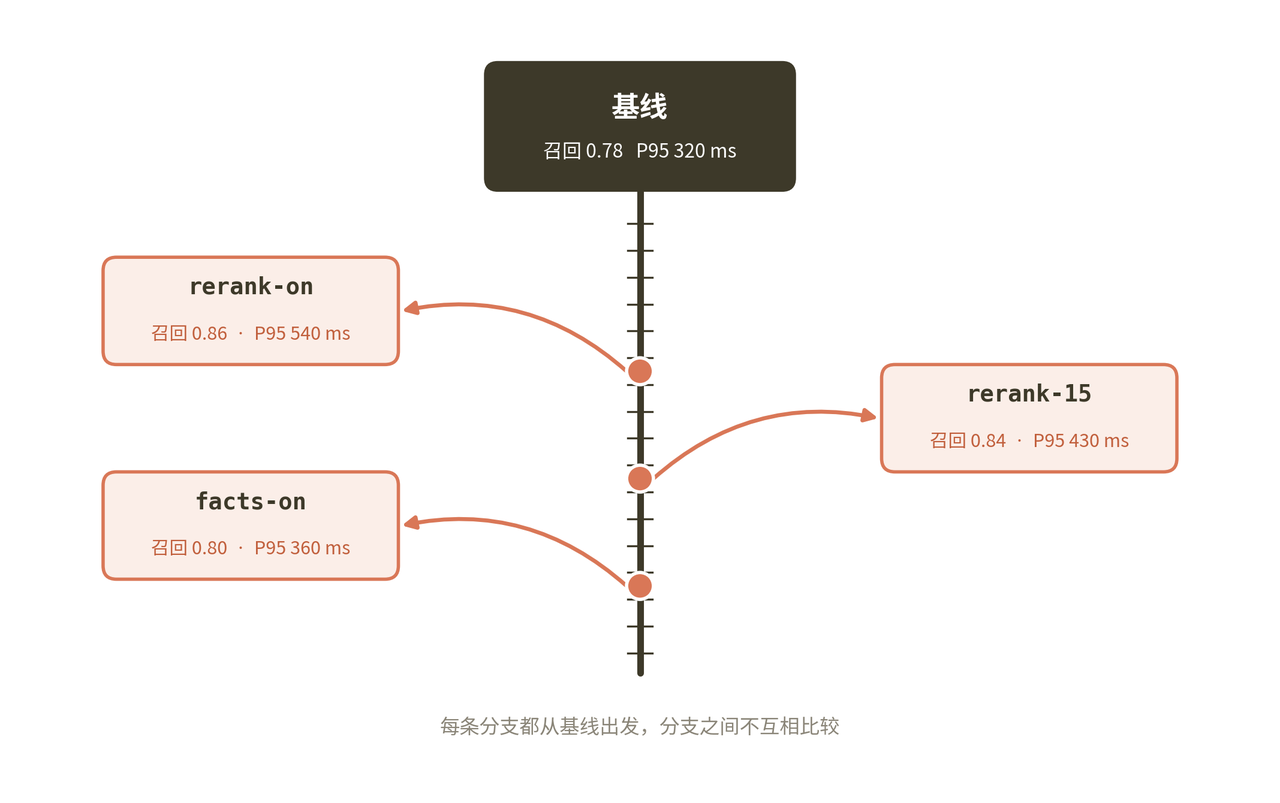 基线
召回 0.78 P95 320 ms
rerank-on
召回 0.86 · P95 540 ms
rerank-15
召回 0.84 · P95 430 ms
facts-on
召回 0.80 · P95 360 ms
每条分支都从基线出发，分支之间不互相比较